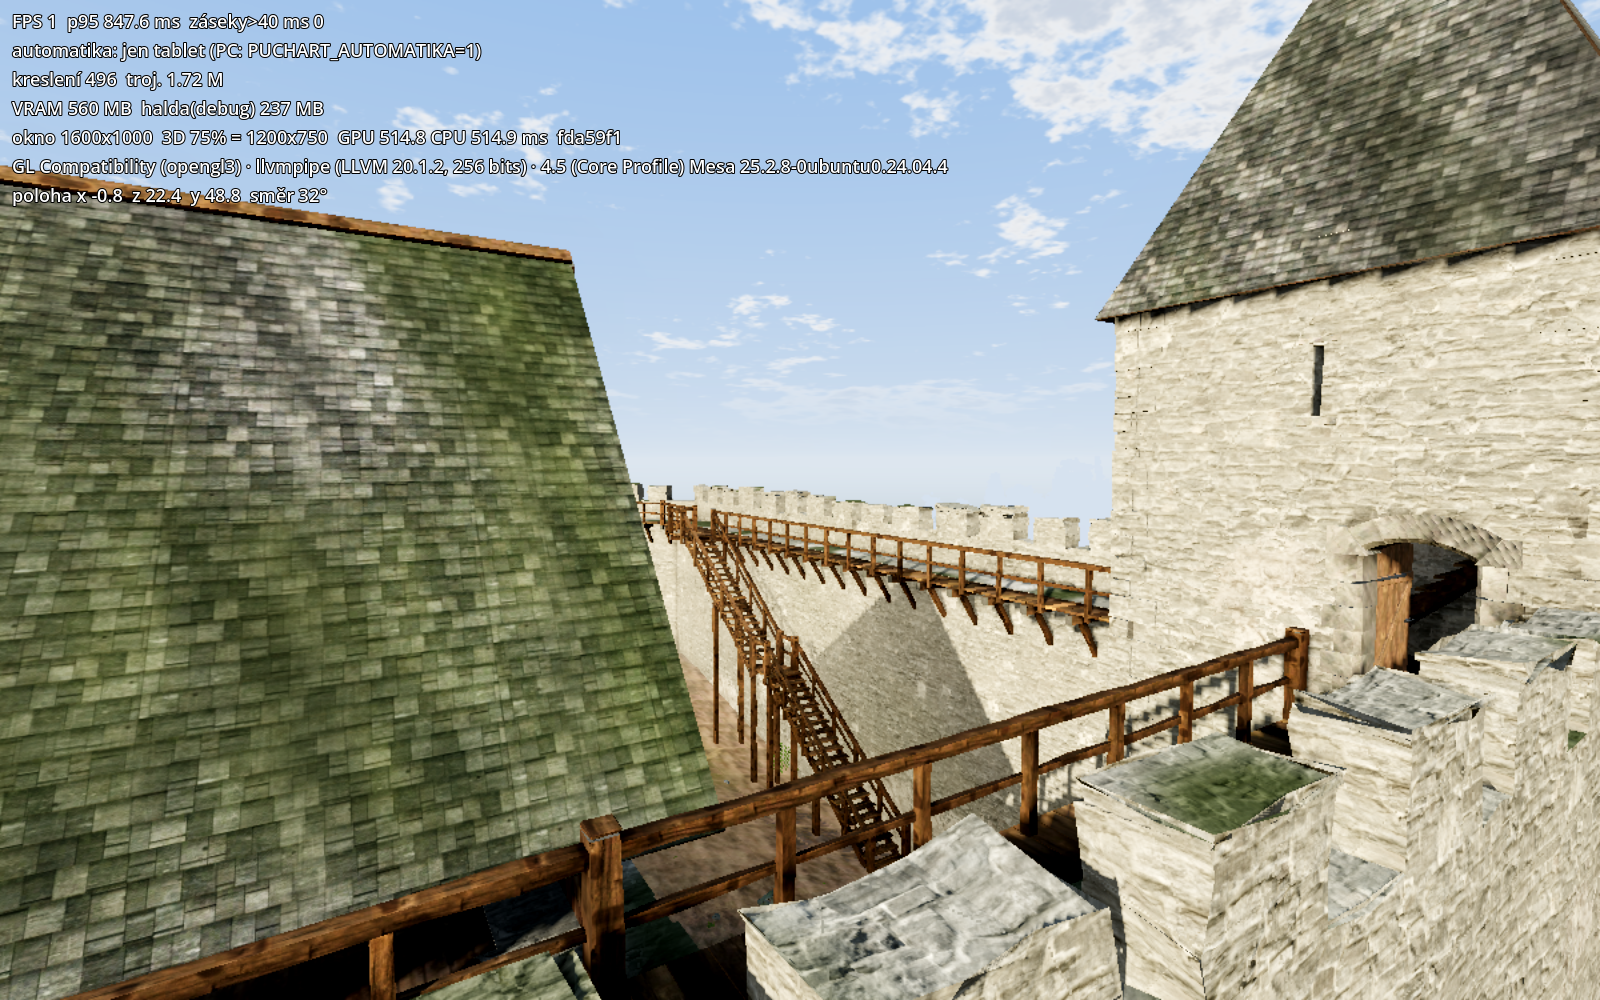 FPS 1  p95 847.6 ms  záseky>40 ms 0
automatika: jen tablet (PC: PUCHART_AUTOMATIKA=1)
kreslení 496  troj. 1.72 M
VRAM 560 MB  halda(debug) 237 MB
okno 1600x1000  3D 75% = 1200x750  GPU 514.8 CPU 514.9 ms  fda59f1
GL Compatibility (opengl3) · llvmpipe (LLVM 20.1.2, 256 bits) · 4.5 (Core Profile) Mesa 25.2.8-0ubuntu0.24.04.4
poloha x -0.8  z 22.4  y 48.8  směr 32°